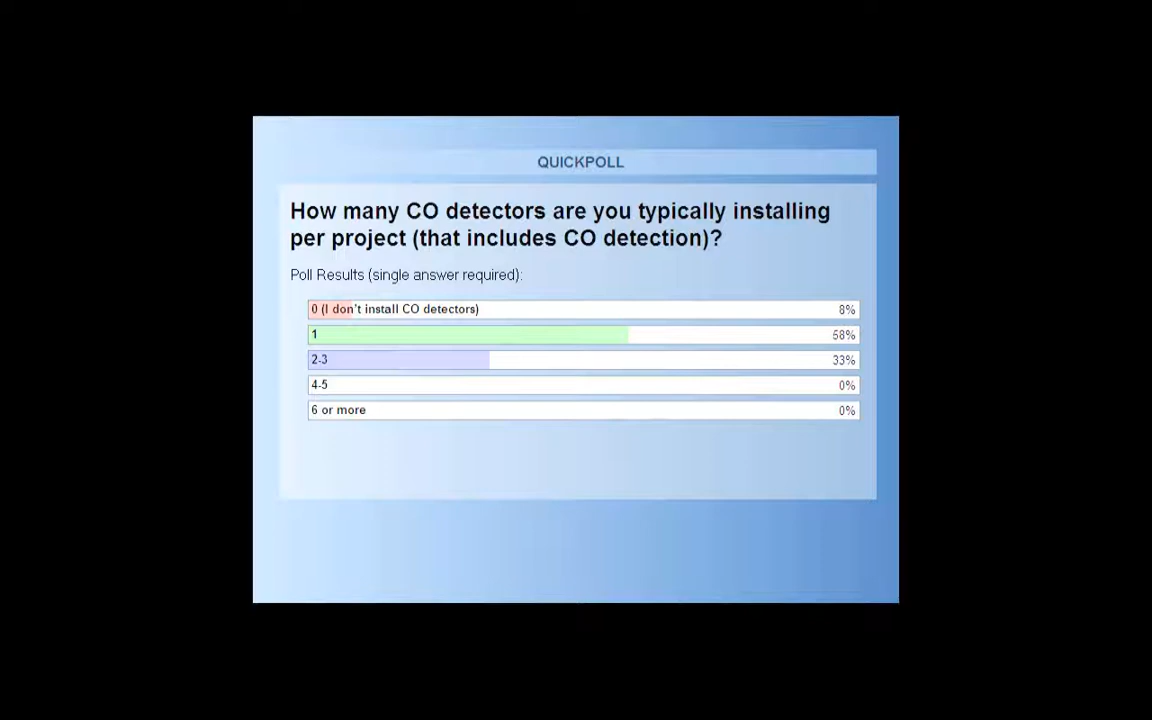 QUICKPOLL
How many CO detectors are you typically installing
per project (that includes CO detection)?
Poll Results (single answer required):
0 (I don't install CO detectors) 8%
1 58%
2-3 33%
4-5 0%
6 or more 0%